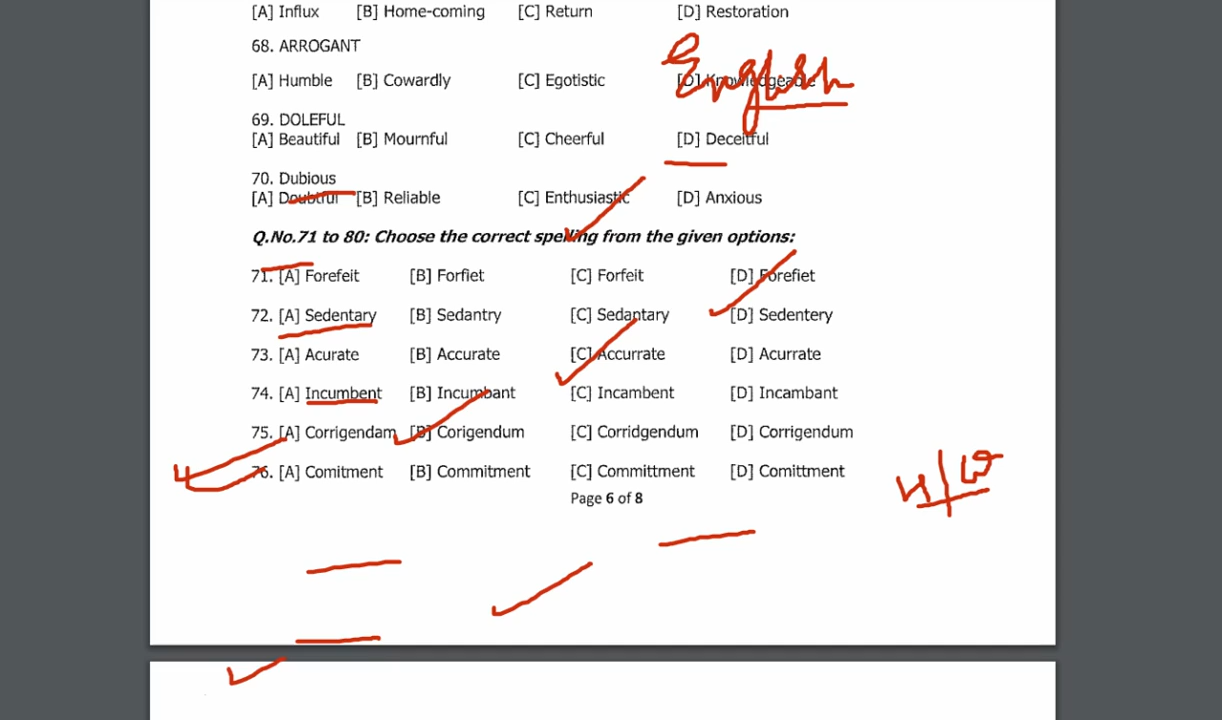 [A] Influx [B] Home-coming [C] Return [D] Restoration
68. ARROGANT
[A] Humble [B] Cowardly [C] Egotistic [D] Knowledgeable
English
69. DOLEFUL
[A] Beautiful [B] Mournful [C] Cheerful [D] Deceitful
70. Dubious
[A] Doubtful [B] Reliable [C] Enthusiastic [D] Anxious
Q.No.71 to 80: Choose the correct spelling from the given options:
71. [A] Forefeit [B] Forfiet [C] Forfeit [D] Forefiet
72. [A] Sedentary [B] Sedantry [C] Sedantary [D] Sedentery
73. [A] Acurate [B] Accurate [C] Accurrate [D] Acurrate
74. [A] Incumbent [B] Incumbant [C] Incambent [D] Incambant
75. [A] Corrigendam [B] Corigendum [C] Corridgendum [D] Corrigendum
76. [A] Comitment [B] Commitment [C] Committment [D] Comittment
H/W
Page 6 of 8